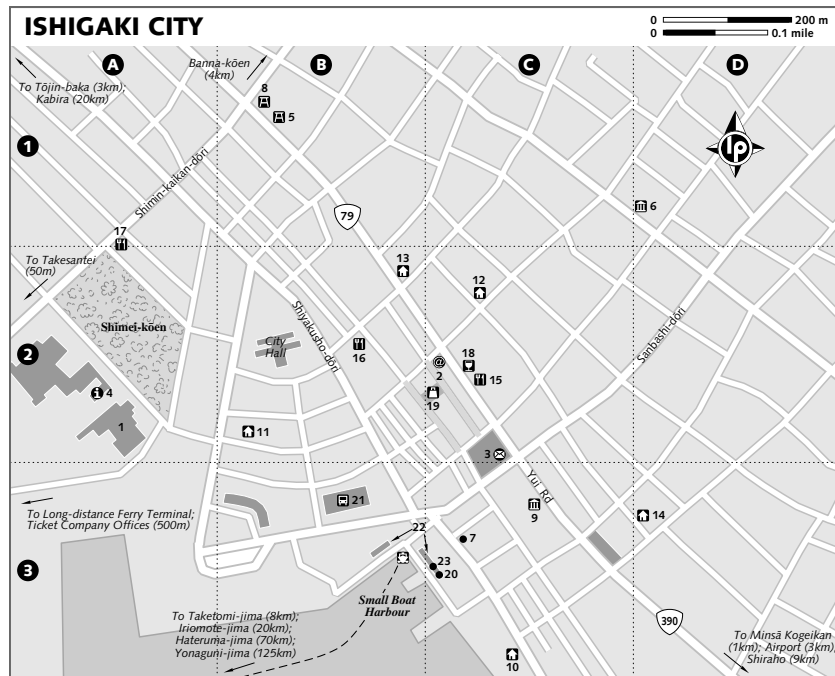 ISHIGAKI CITY
0 200 m
0 0.1 mile
A
B
C
D
To Tōjin-baka (3km);
Kabira (20km)
Banna-kōen
(4km)
8
5
1
lp
Shimin-kaikan-dōri
6
79
17
To Takesantei
(50m)
13
12
Shimei-kōen
Shiyakusho-dōri
Sanbashi-dōri
City
Hall
16
18
@
2
15
2
19
i 4
1
11
3
Yui Rd
To Long-distance Ferry Terminal;
Ticket Company Offices (500m)
21
9
14
22
7
3
23
20
Small Boat
Harbour
To Taketomi-jima (8km);
Iriomote-jima (20km);
Hateruma-jima (70km);
Yonaguni-jima (125km)
390
To Minsā Kōgeikan
(1km); Airport (3km);
Shiraho (9km)
10